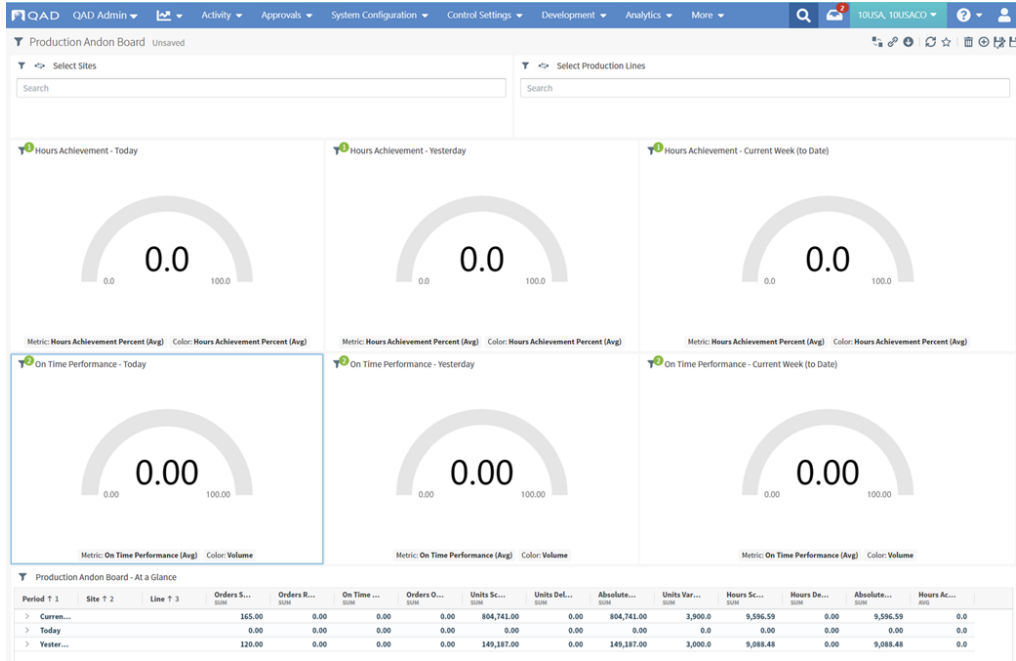 QAD QAD Admin Activity Approvals System Configuration Control Settings Development Analytics More 2 10USA, 10USACO ?
Production Andon Board Unsaved
Select Sites Select Production Lines
Search Search
1 Hours Achievement - Today 1 Hours Achievement - Yesterday 1 Hours Achievement - Current Week (to Date)
0.0 0.0 0.0
0.0 100.0 0.0 100.0 0.0 100.0
Metric: Hours Achievement Percent (Avg) Color: Hours Achievement Percent (Avg) Metric: Hours Achievement Percent (Avg) Color: Hours Achievement Percent (Avg) Metric: Hours Achievement Percent (Avg) Color: Hours Achievement Percent (Avg)
2 On Time Performance - Today 2 On Time Performance - Yesterday 2 On Time Performance - Current Week (to Date)
0.00 0.00 0.00
0.00 100.00 0.00 100.00 0.00 100.00
Metric: On Time Performance (Avg) Color: Volume Metric: On Time Performance (Avg) Color: Volume Metric: On Time Performance (Avg) Color: Volume
Production Andon Board - At a Glance
Period ↑ 1 Site ↑ 2 Line ↑ 3 Orders S... Orders R... On Time ... Orders O... Units Sc... Units Del... Absolute... Units Var... Hours Sc... Hours De... Absolute... Hours Ac...
SUM SUM SUM SUM SUM SUM SUM SUM SUM SUM SUM AVG
> Curren... 165.00 0.00 0.00 0.00 804,741.00 0.00 804,741.00 3,900.0 9,596.59 0.00 9,596.59 0.0
> Today 0.00 0.00 0.00 0.00 0.00 0.00 0.00 0.0 0.00 0.00 0.00 0.0
> Yester... 120.00 0.00 0.00 0.00 149,187.00 0.00 149,187.00 3,000.0 9,088.48 0.00 9,088.48 0.0